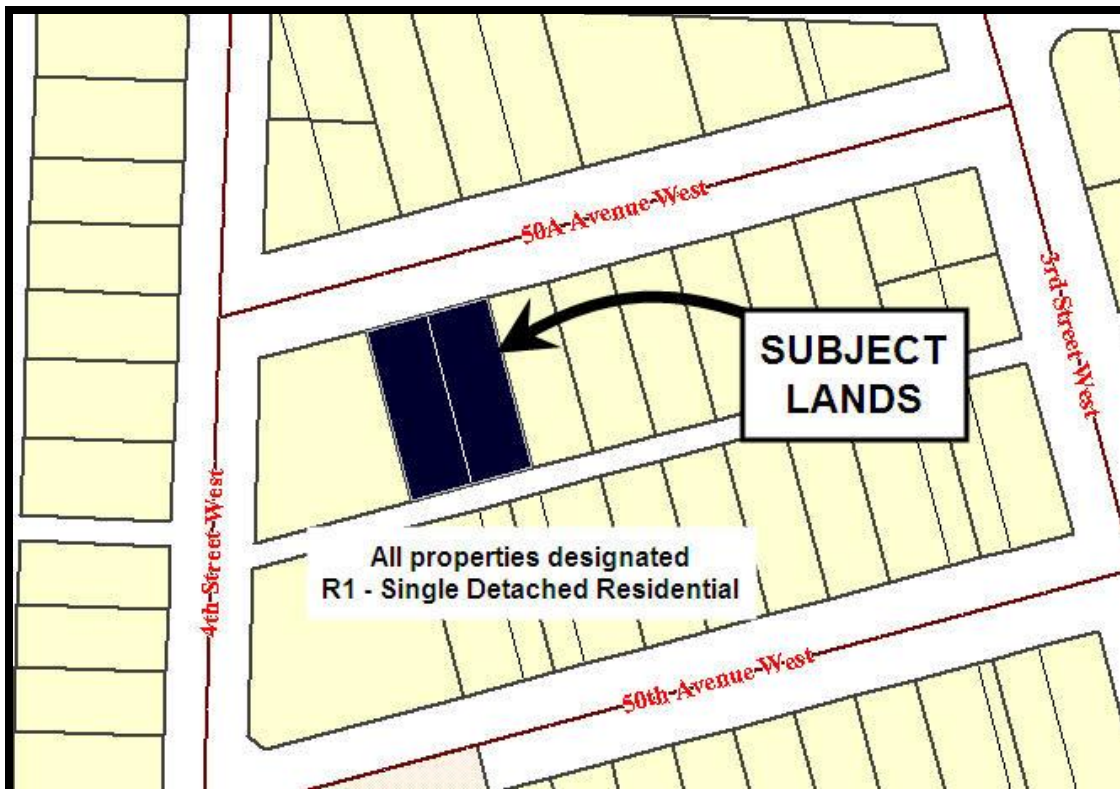 50A Avenue West
3rd Street West
SUBJECT
LANDS
4th Street West
All properties designated
R1 - Single Detached Residential
50th Avenue West